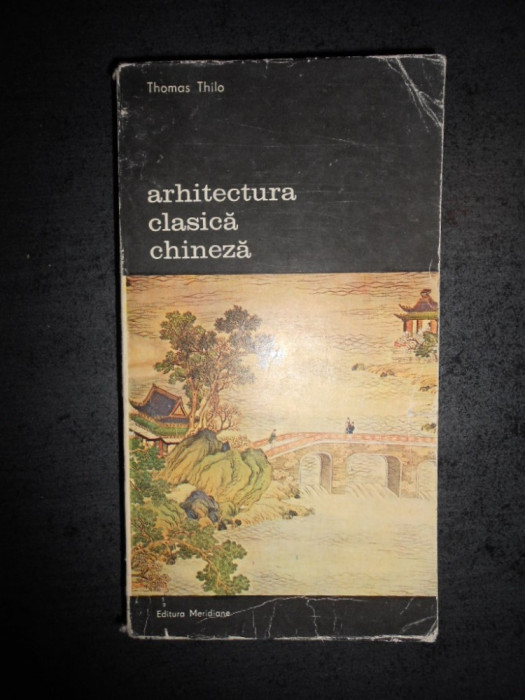 Thomas Thilo
arhitectura
clasică
chineză
Editura Meridiane